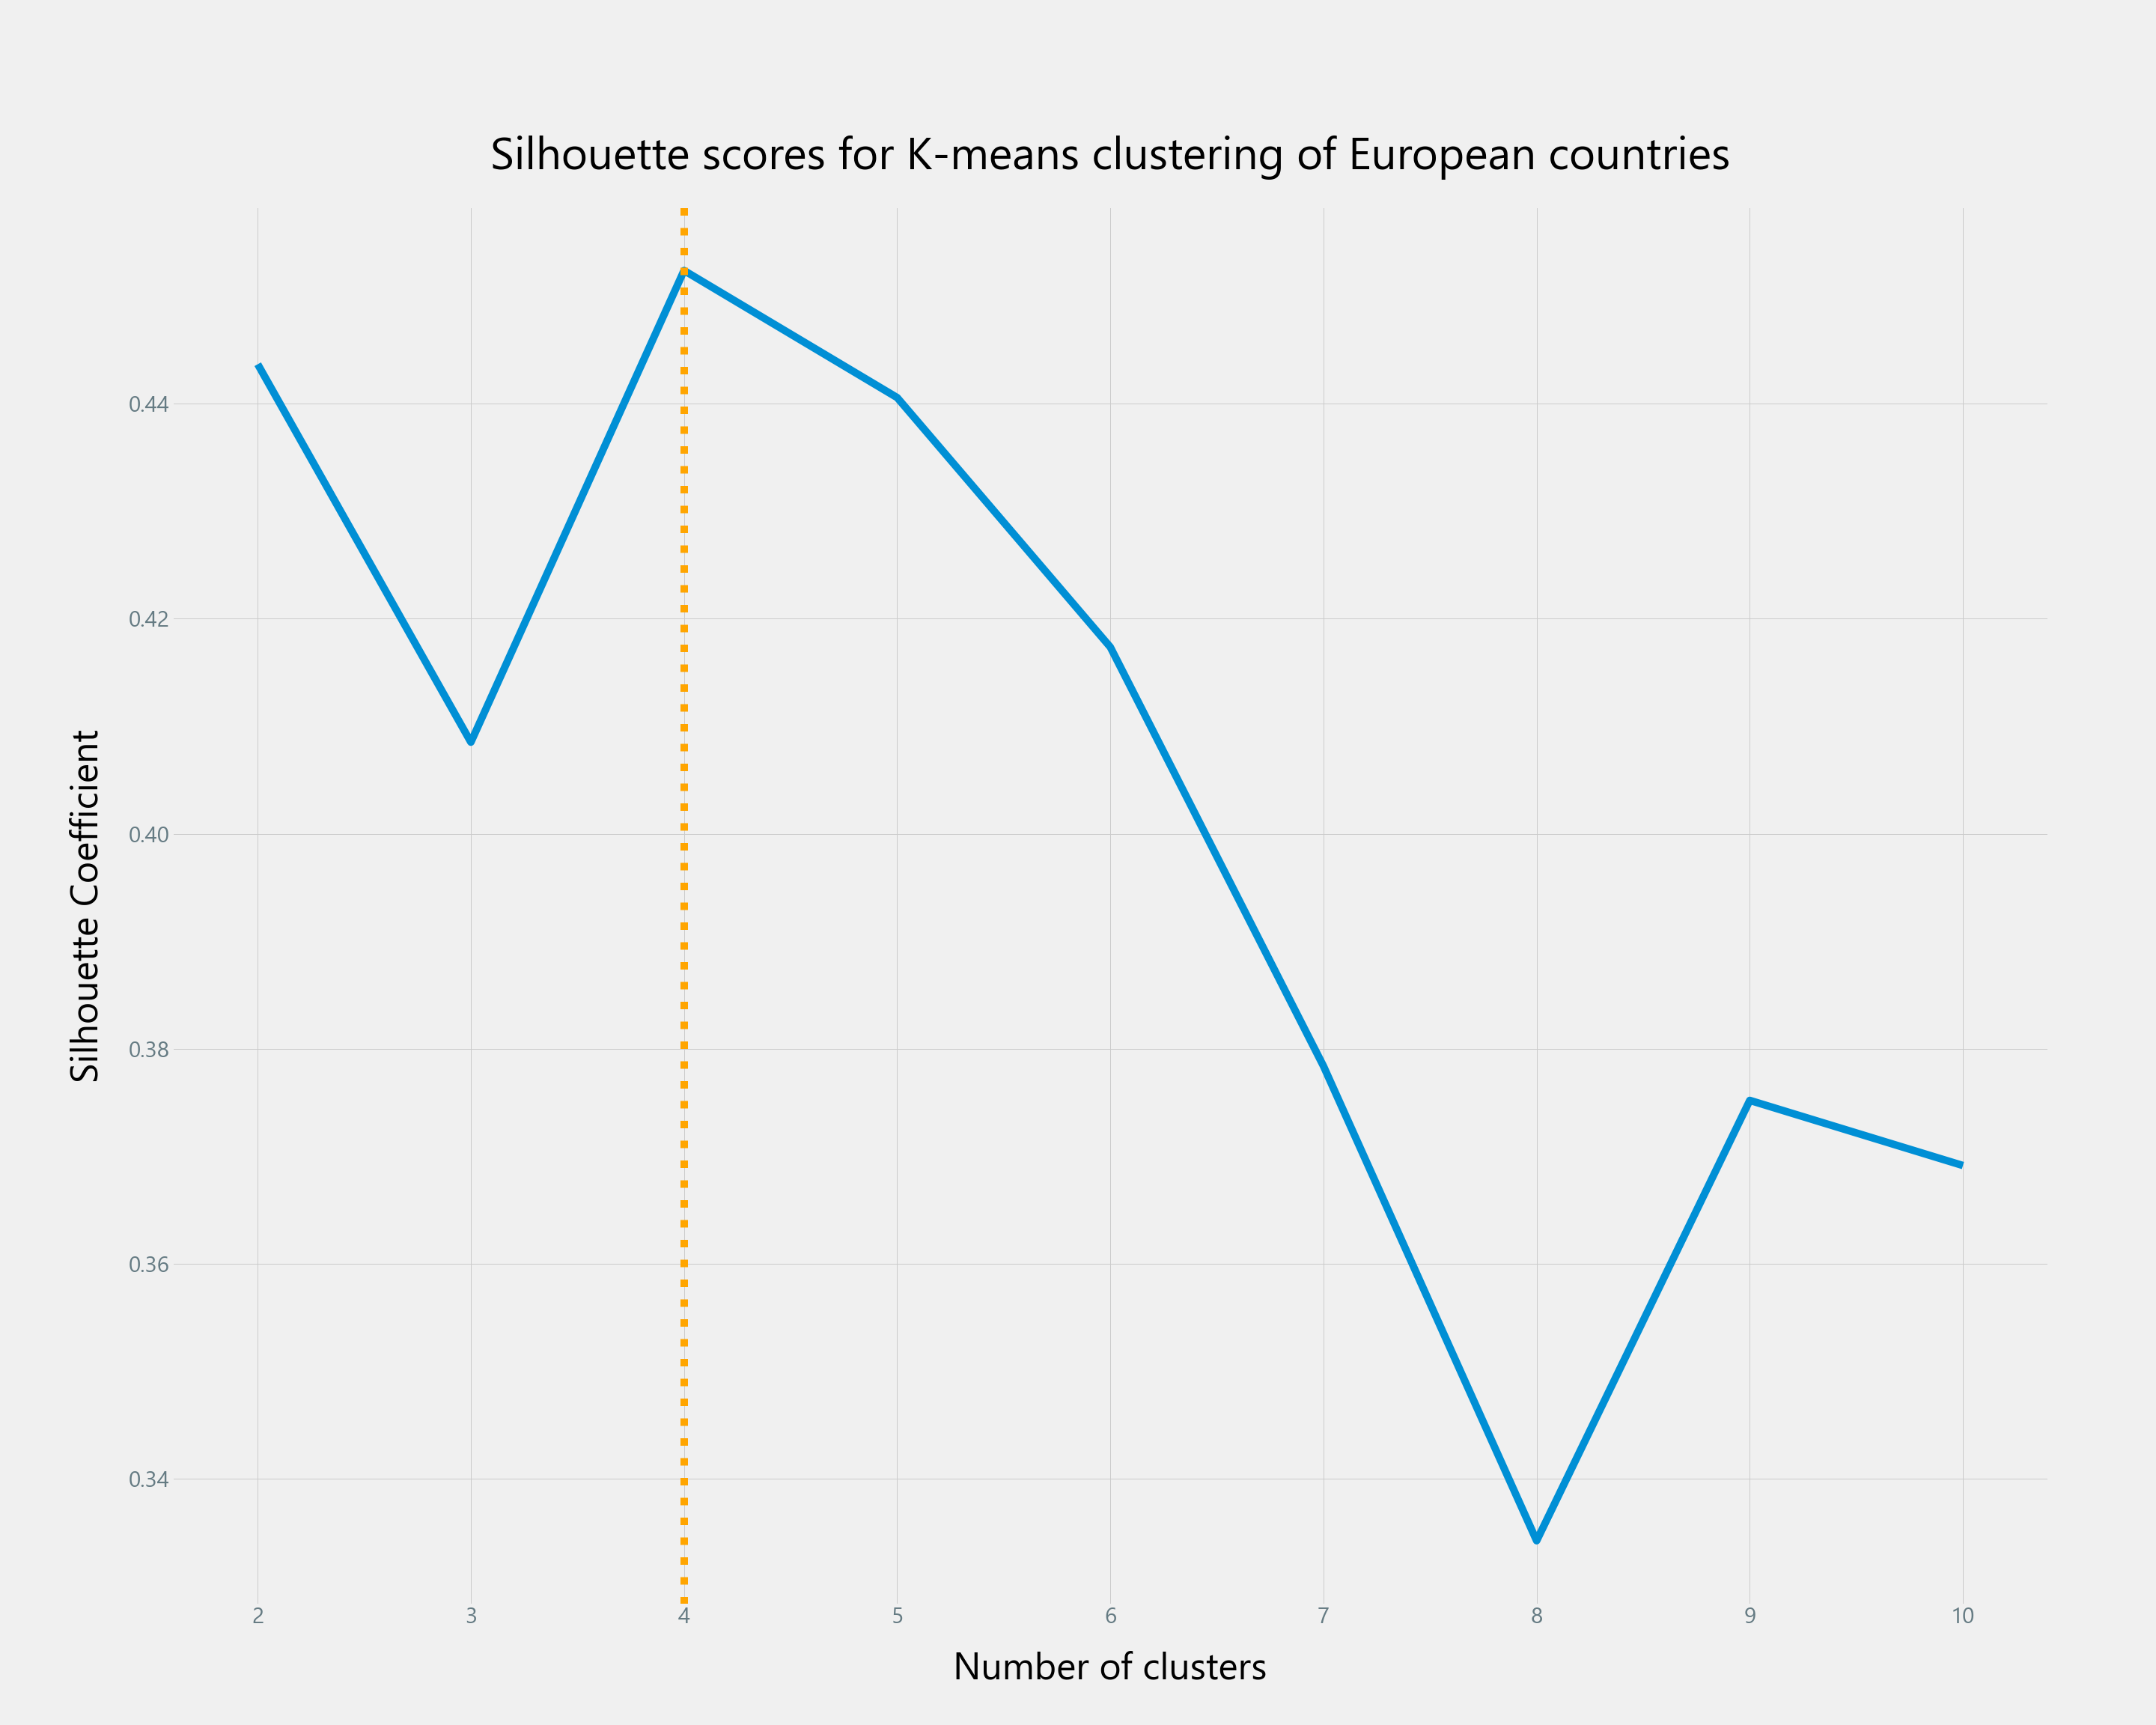 Silhouette scores for K-means clustering of European countries
Silhouette Coefficient
0.44
0.42
0.40
0.38
0.36
0.34
2 3 4 5 6 7 8 9 10
Number of clusters